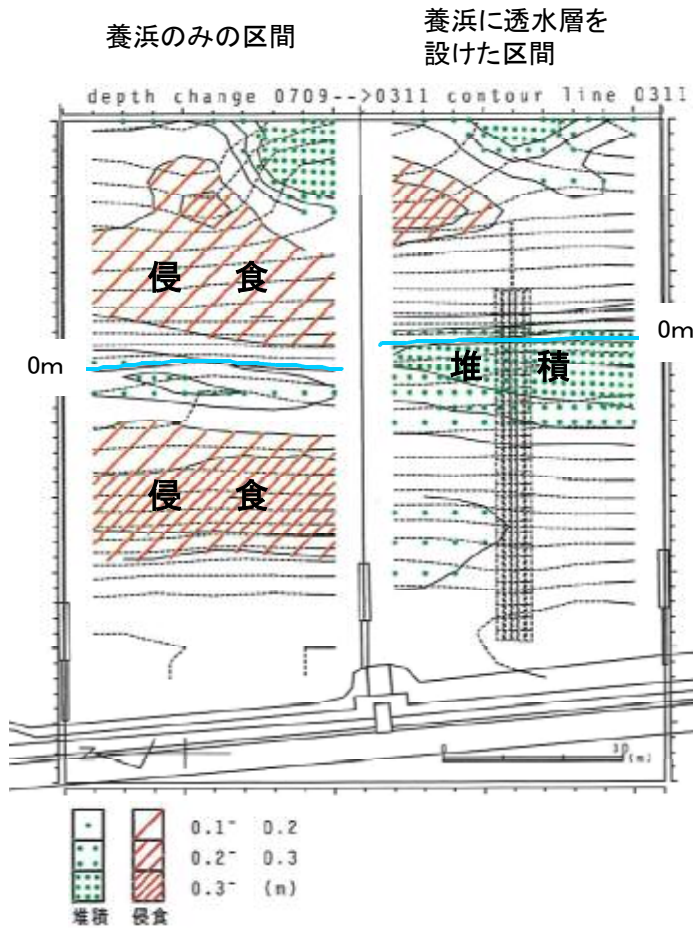 養浜のみの区間
養浜に透水層を
設けた区間
depth change 0709-->0311 contour line 0311
侵 食
0m
0m
堆 積
侵 食
0 30
(m)
0.1- 0.2
0.2- 0.3
0.3- (m)
堆積 侵食